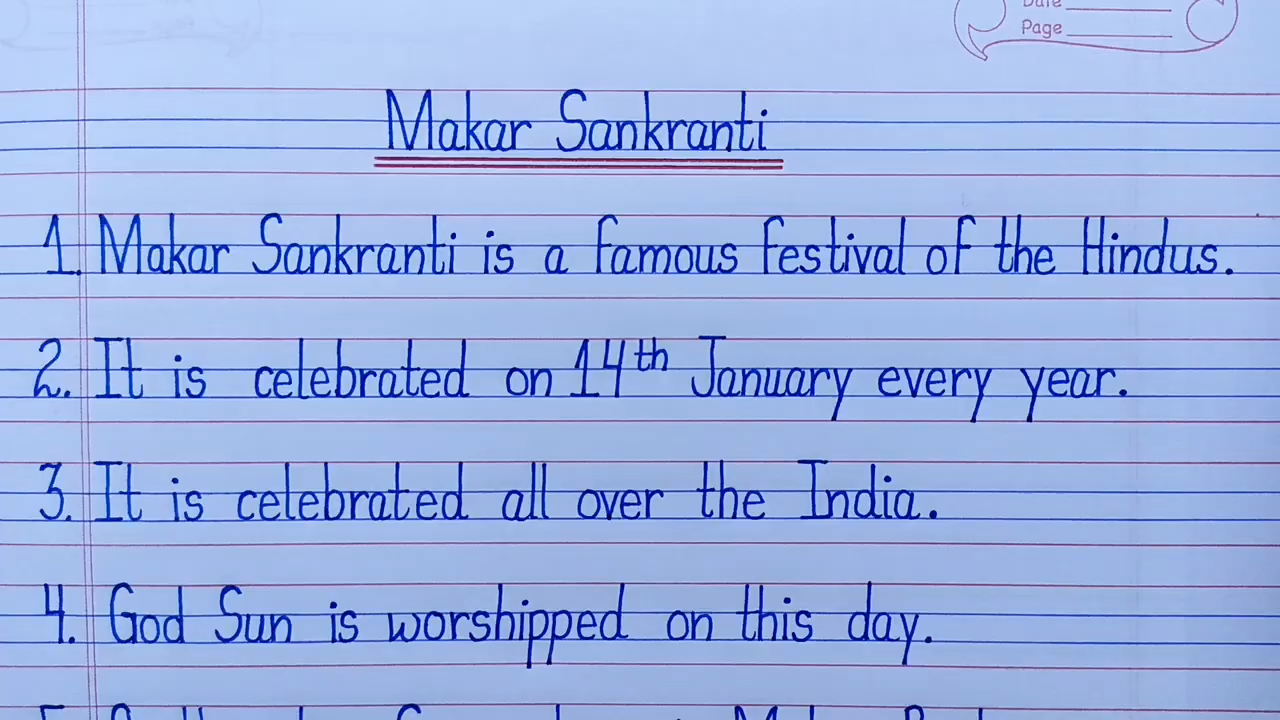 Date
Page
Makar Sankranti
1. Makar Sankranti is a famous festival of the Hindus.
2. It is celebrated on 14th January every year.
3. It is celebrated all over the India.
4. God Sun is worshipped on this day.
5.